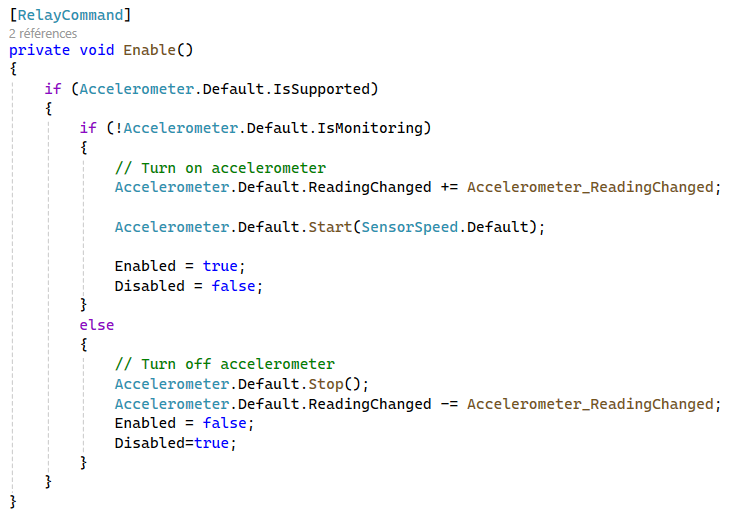 [RelayCommand]
2 références
private void Enable()
{
if (Accelerometer.Default.IsSupported)
{
if (!Accelerometer.Default.IsMonitoring)
{
// Turn on accelerometer
Accelerometer.Default.ReadingChanged += Accelerometer_ReadingChanged;
Accelerometer.Default.Start(SensorSpeed.Default);
Enabled = true;
Disabled = false;
}
else
{
// Turn off accelerometer
Accelerometer.Default.Stop();
Accelerometer.Default.ReadingChanged -= Accelerometer_ReadingChanged;
Enabled = false;
Disabled=true;
}
}
}